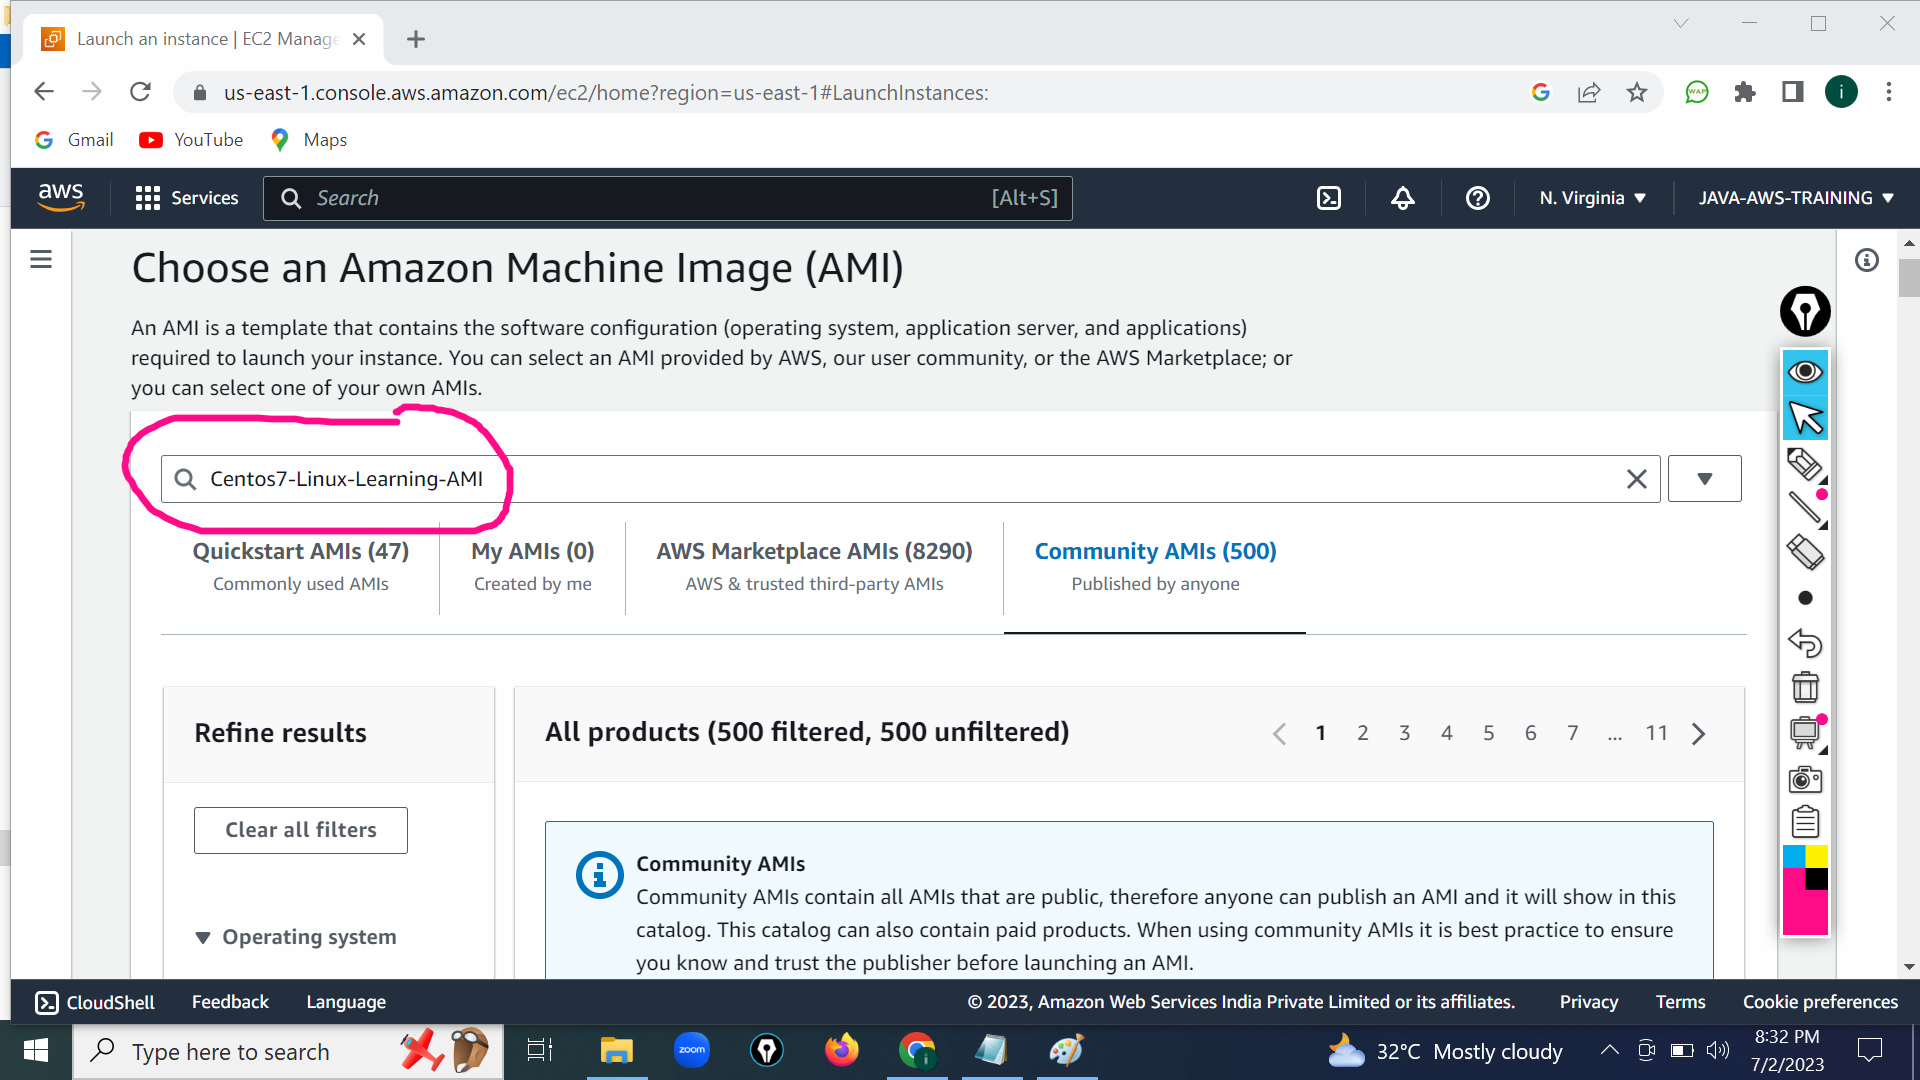 Launch an instance | EC2 Manage
us-east-1.console.aws.amazon.com/ec2/home?region=us-east-1#LaunchInstances:
WAP
i
Gmail
YouTube
Maps
aws
Services
Search
[Alt+S]
N. Virginia
JAVA-AWS-TRAINING
Choose an Amazon Machine Image (AMI)
An AMI is a template that contains the software configuration (operating system, application server, and applications)
required to launch your instance. You can select an AMI provided by AWS, our user community, or the AWS Marketplace; or
you can select one of your own AMIs.
Centos7-Linux-Learning-AMI
Quickstart AMIs (47)
Commonly used AMIs
My AMIs (0)
Created by me
AWS Marketplace AMIs (8290)
AWS & trusted third-party AMIs
Community AMIs (500)
Published by anyone
Refine results
Clear all filters
Operating system
All products (500 filtered, 500 unfiltered)
1 2 3 4 5 6 7 ... 11
Community AMIs
Community AMIs contain all AMIs that are public, therefore anyone can publish an AMI and it will show in this
catalog. This catalog can also contain paid products. When using community AMIs it is best practice to ensure
you know and trust the publisher before launching an AMI.
CloudShell
Feedback
Language
© 2023, Amazon Web Services India Private Limited or its affiliates.
Privacy
Terms
Cookie preferences
Type here to search
zoom
i
32°C Mostly cloudy
8:32 PM
7/2/2023